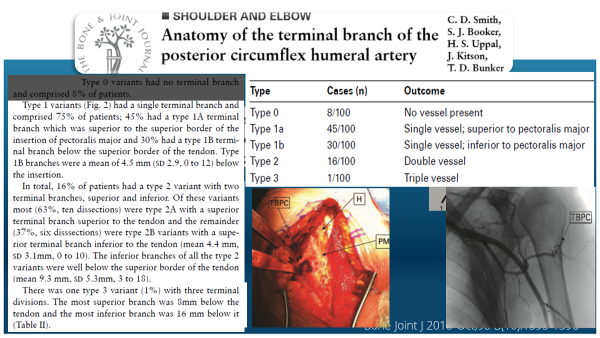 THE BONE & JOINT JOURNAL
■ SHOULDER AND ELBOW
Anatomy of the terminal branch of the
posterior circumflex humeral artery
C. D. Smith,
S. J. Booker,
H. S. Uppal,
J. Kitson,
T. D. Bunker
Type 0 variants had no terminal branch
and comprised 8% of patients.
Type 1 variants (Fig. 2) had a single terminal branch and
comprised 75% of patients; 45% had a type 1A terminal
branch which was superior to the superior border of the
insertion of pectoralis major and 30% had a type 1B termi-
nal branch below the superior border of the tendon. Type
1B branches were a mean of 4.5 mm (SD 2.9, 0 to 12) below
the insertion.
In total, 16% of patients had a type 2 variant with two
terminal branches, superior and inferior. Of these variants
most (63%, ten dissections) were type 2A with a superior
terminal branch superior to the tendon and the remainder
(37%, six disssections) were type 2B variants with a supe-
rior terminal branch inferior to the tendon (mean 4.4 mm,
SD 3.1mm, 0 to 10). The inferior branches of all the type 2
variants were well below the superior border of the tendon
(mean 9.3 mm, SD 5.3mm, 3 to 18).
There was one type 3 variant (1%) with three terminal
divisions. The most superior branch was 8mm below the
tendon and the most inferior branch was 16 mm below it
(Table II).
Type Cases (n) Outcome
Type 0 8/100 No vessel present
Type 1a 45/100 Single vessel; superior to pectoralis major
Type 1b 30/100 Single vessel; inferior to pectoralis major
Type 2 16/100 Double vessel
Type 3 1/100 Triple vessel
TBPC
H
PM
TBPC
Bone Joint J